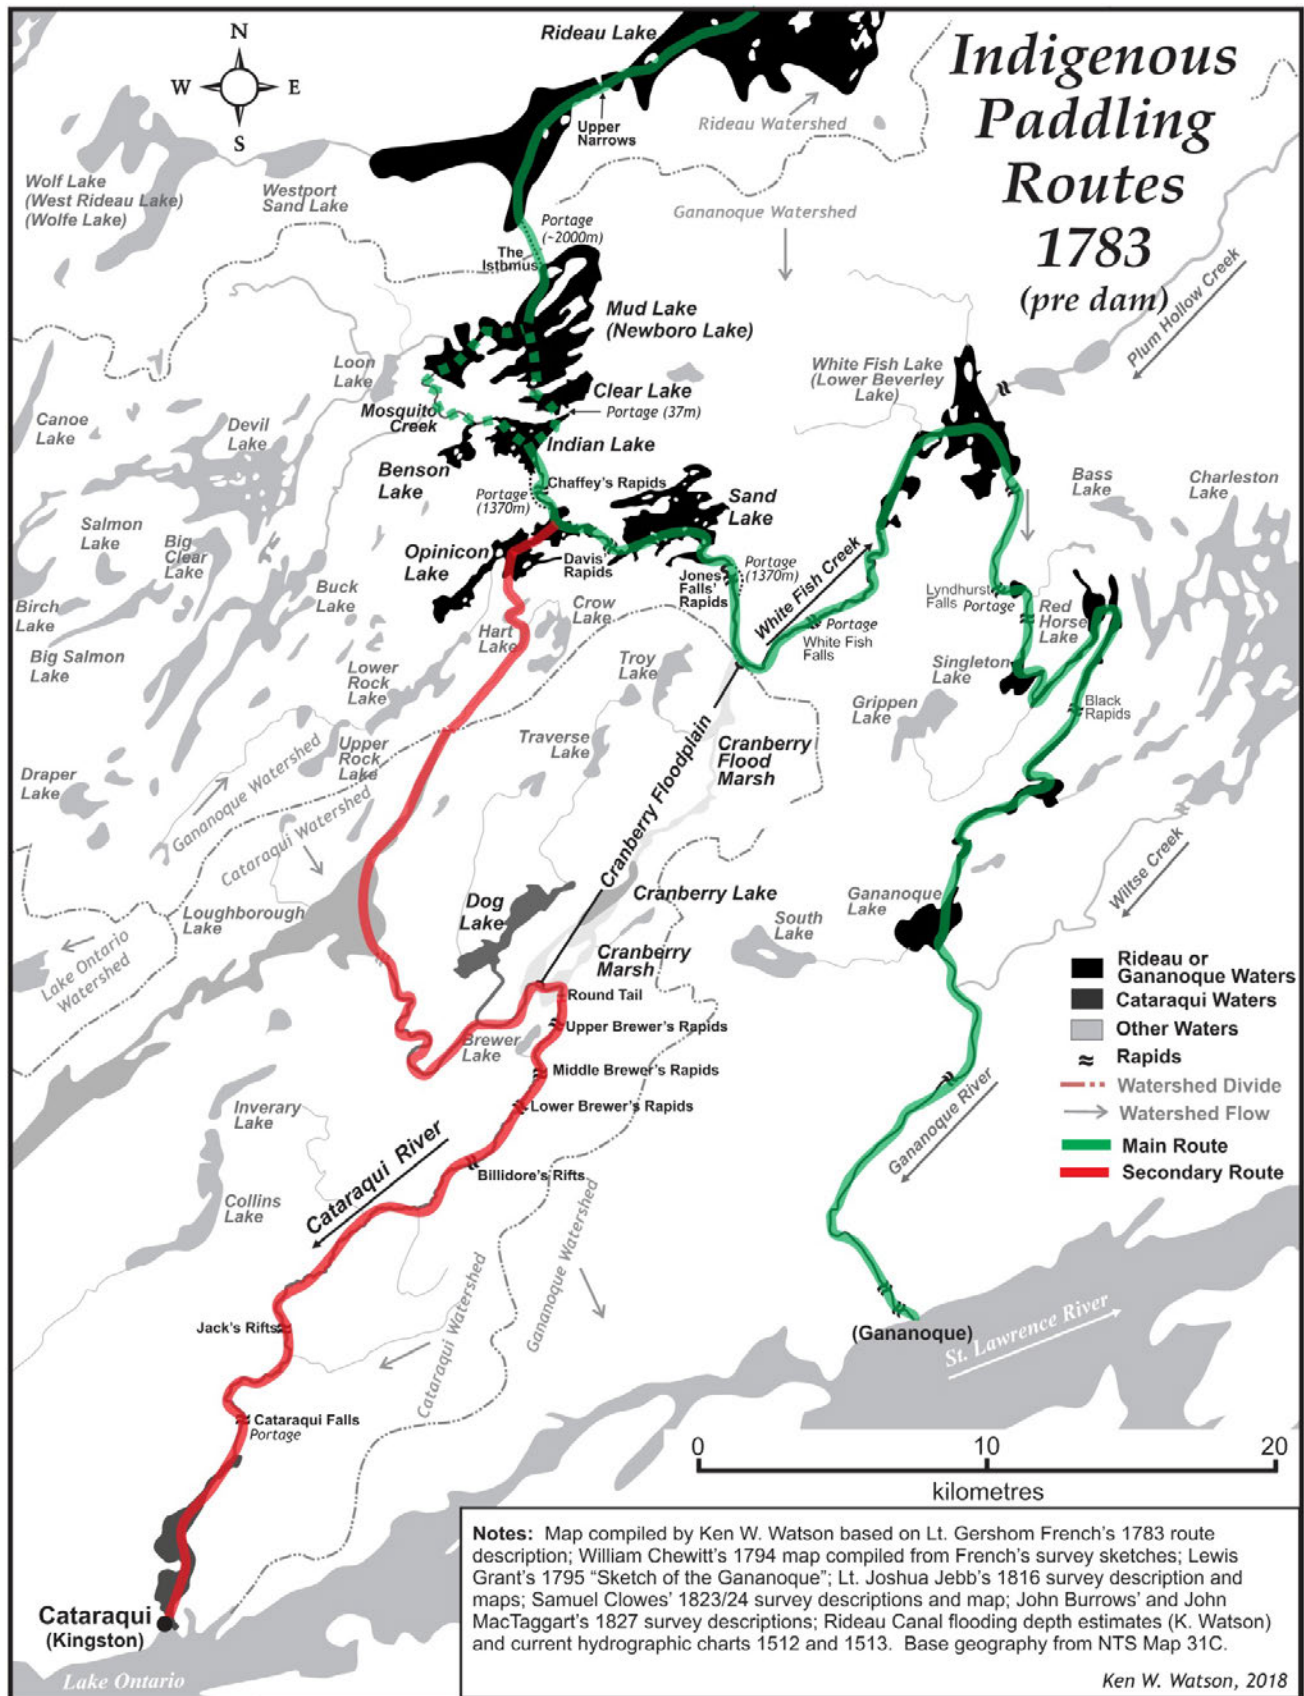 Indigenous
Paddling
Routes
1783
(pre dam)
N
W
E
S
Rideau Lake
Upper
Narrows
Rideau Watershed
Wolf Lake
(West Rideau Lake)
(Wolfe Lake)
Westport
Sand Lake
Portage
(~2000m)
Gananoque Watershed
The
Isthmus
Plum Hollow Creek
Mud Lake
(Newboro Lake)
Loon
Lake
White Fish Lake
(Lower Beverley
Lake)
Clear Lake
Portage (37m)
Mosquito
Creek
Canoe
Lake
Devil
Lake
Indian Lake
Benson
Lake
Chaffey's Rapids
Portage
(1370m)
Bass
Lake
Charleston
Lake
Sand
Lake
Salmon
Lake
Big
Clear
Lake
Opinicon
Lake
Davis'
Rapids
Jones
Falls
Rapids
Portage
(1370m)
White Fish Creek
Buck
Lake
Birch
Lake
Crow
Lake
Lyndhurst
Falls
Portage
Red
Horse
Lake
Portage
White Fish
Falls
Hart
Lake
Big Salmon
Lake
Lower
Rock
Lake
Troy
Lake
Singleton
Lake
Grippen
Lake
Black
Rapids
Upper
Rock
Lake
Traverse
Lake
Cranberry
Flood
Marsh
Draper
Lake
Gananoque Watershed
Cataraqui Watershed
Cranberry Floodplain
Wiltse Creek
Loughborough
Lake
Dog
Lake
Cranberry Lake
Gananoque
Lake
South
Lake
Lake Ontario
Watershed
Cranberry
Marsh
Round Tail
Upper Brewer's Rapids
Brewer
Lake
Middle Brewer's Rapids
Lower Brewer's Rapids
Rideau or
Gananoque Waters
Cataraqui Waters
Other Waters
Rapids
Watershed Divide
Watershed Flow
Main Route
Secondary Route
Inverary
Lake
Gananoque River
Cataraqui River
Billidore's Rifts
Collins
Lake
Gananoque Watershed
Cataraqui Watershed
Jack's Rifts
(Gananoque)
St. Lawrence River
Cataraqui Falls
Portage
0 10 20
kilometres
Cataraqui
(Kingston)
Lake Ontario
Notes: Map compiled by Ken W. Watson based on Lt. Gershom French's 1783 route
description; William Chewitt's 1794 map compiled from French's survey sketches; Lewis
Grant's 1795 "Sketch of the Gananoque"; Lt. Joshua Jebb's 1816 survey description and
maps; Samuel Clowes' 1823/24 survey descriptions and map; John Burrows' and John
MacTaggart's 1827 survey descriptions; Rideau Canal flooding depth estimates (K. Watson)
and current hydrographic charts 1512 and 1513. Base geography from NTS Map 31C.
Ken W. Watson, 2018